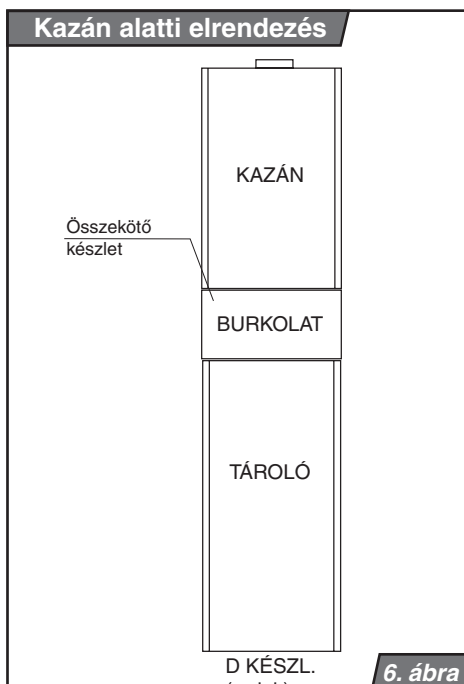 Kazán alatti elrendezés
KAZÁN
Összekötő
készlet
BURKOLAT
TÁROLÓ
D KÉSZL.
6. ábra